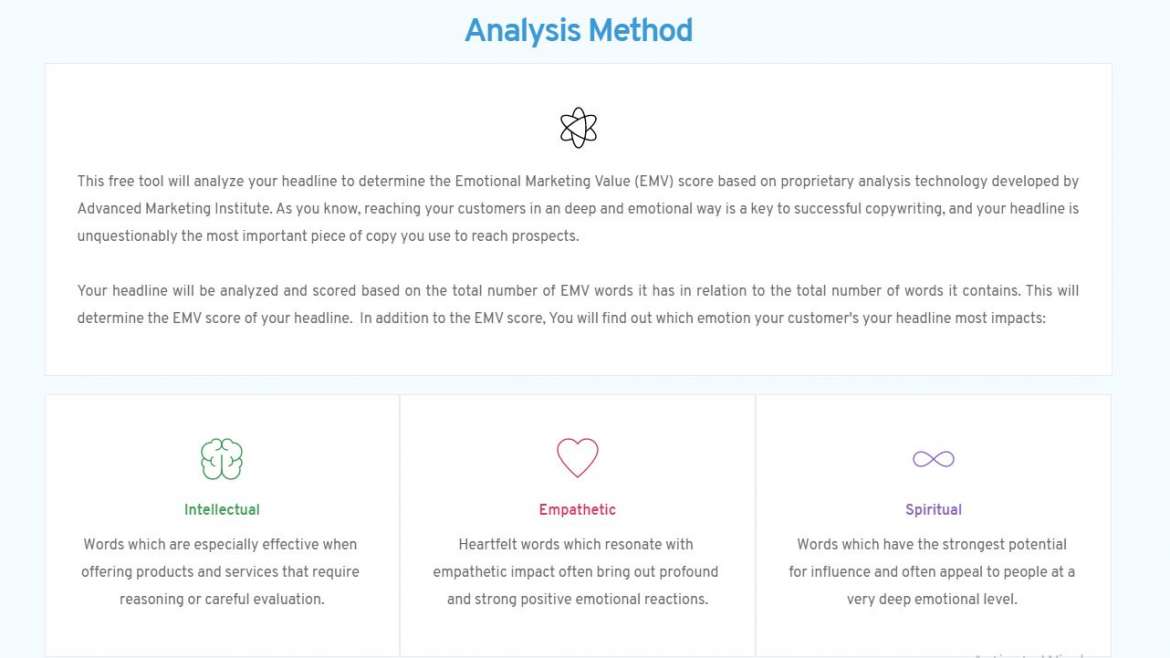 Analysis Method
This free tool will analyze your headline to determine the Emotional Marketing Value (EMV) score based on proprietary analysis technology developed by
Advanced Marketing Institute. As you know, reaching your customers in an deep and emotional way is a key to successful copywriting, and your headline is
unquestionably the most important piece of copy you use to reach prospects.
Your headline will be analyzed and scored based on the total number of EMV words it has in relation to the total number of words it contains. This will
determine the EMV score of your headline. In addition to the EMV score, You will find out which emotion your customer's your headline most impacts:
Intellectual
Words which are especially effective when
offering products and services that require
reasoning or careful evaluation.
Empathetic
Heartfelt words which resonate with
empathetic impact often bring out profound
and strong positive emotional reactions.
Spiritual
Words which have the strongest potential
for influence and often appeal to people at a
very deep emotional level.